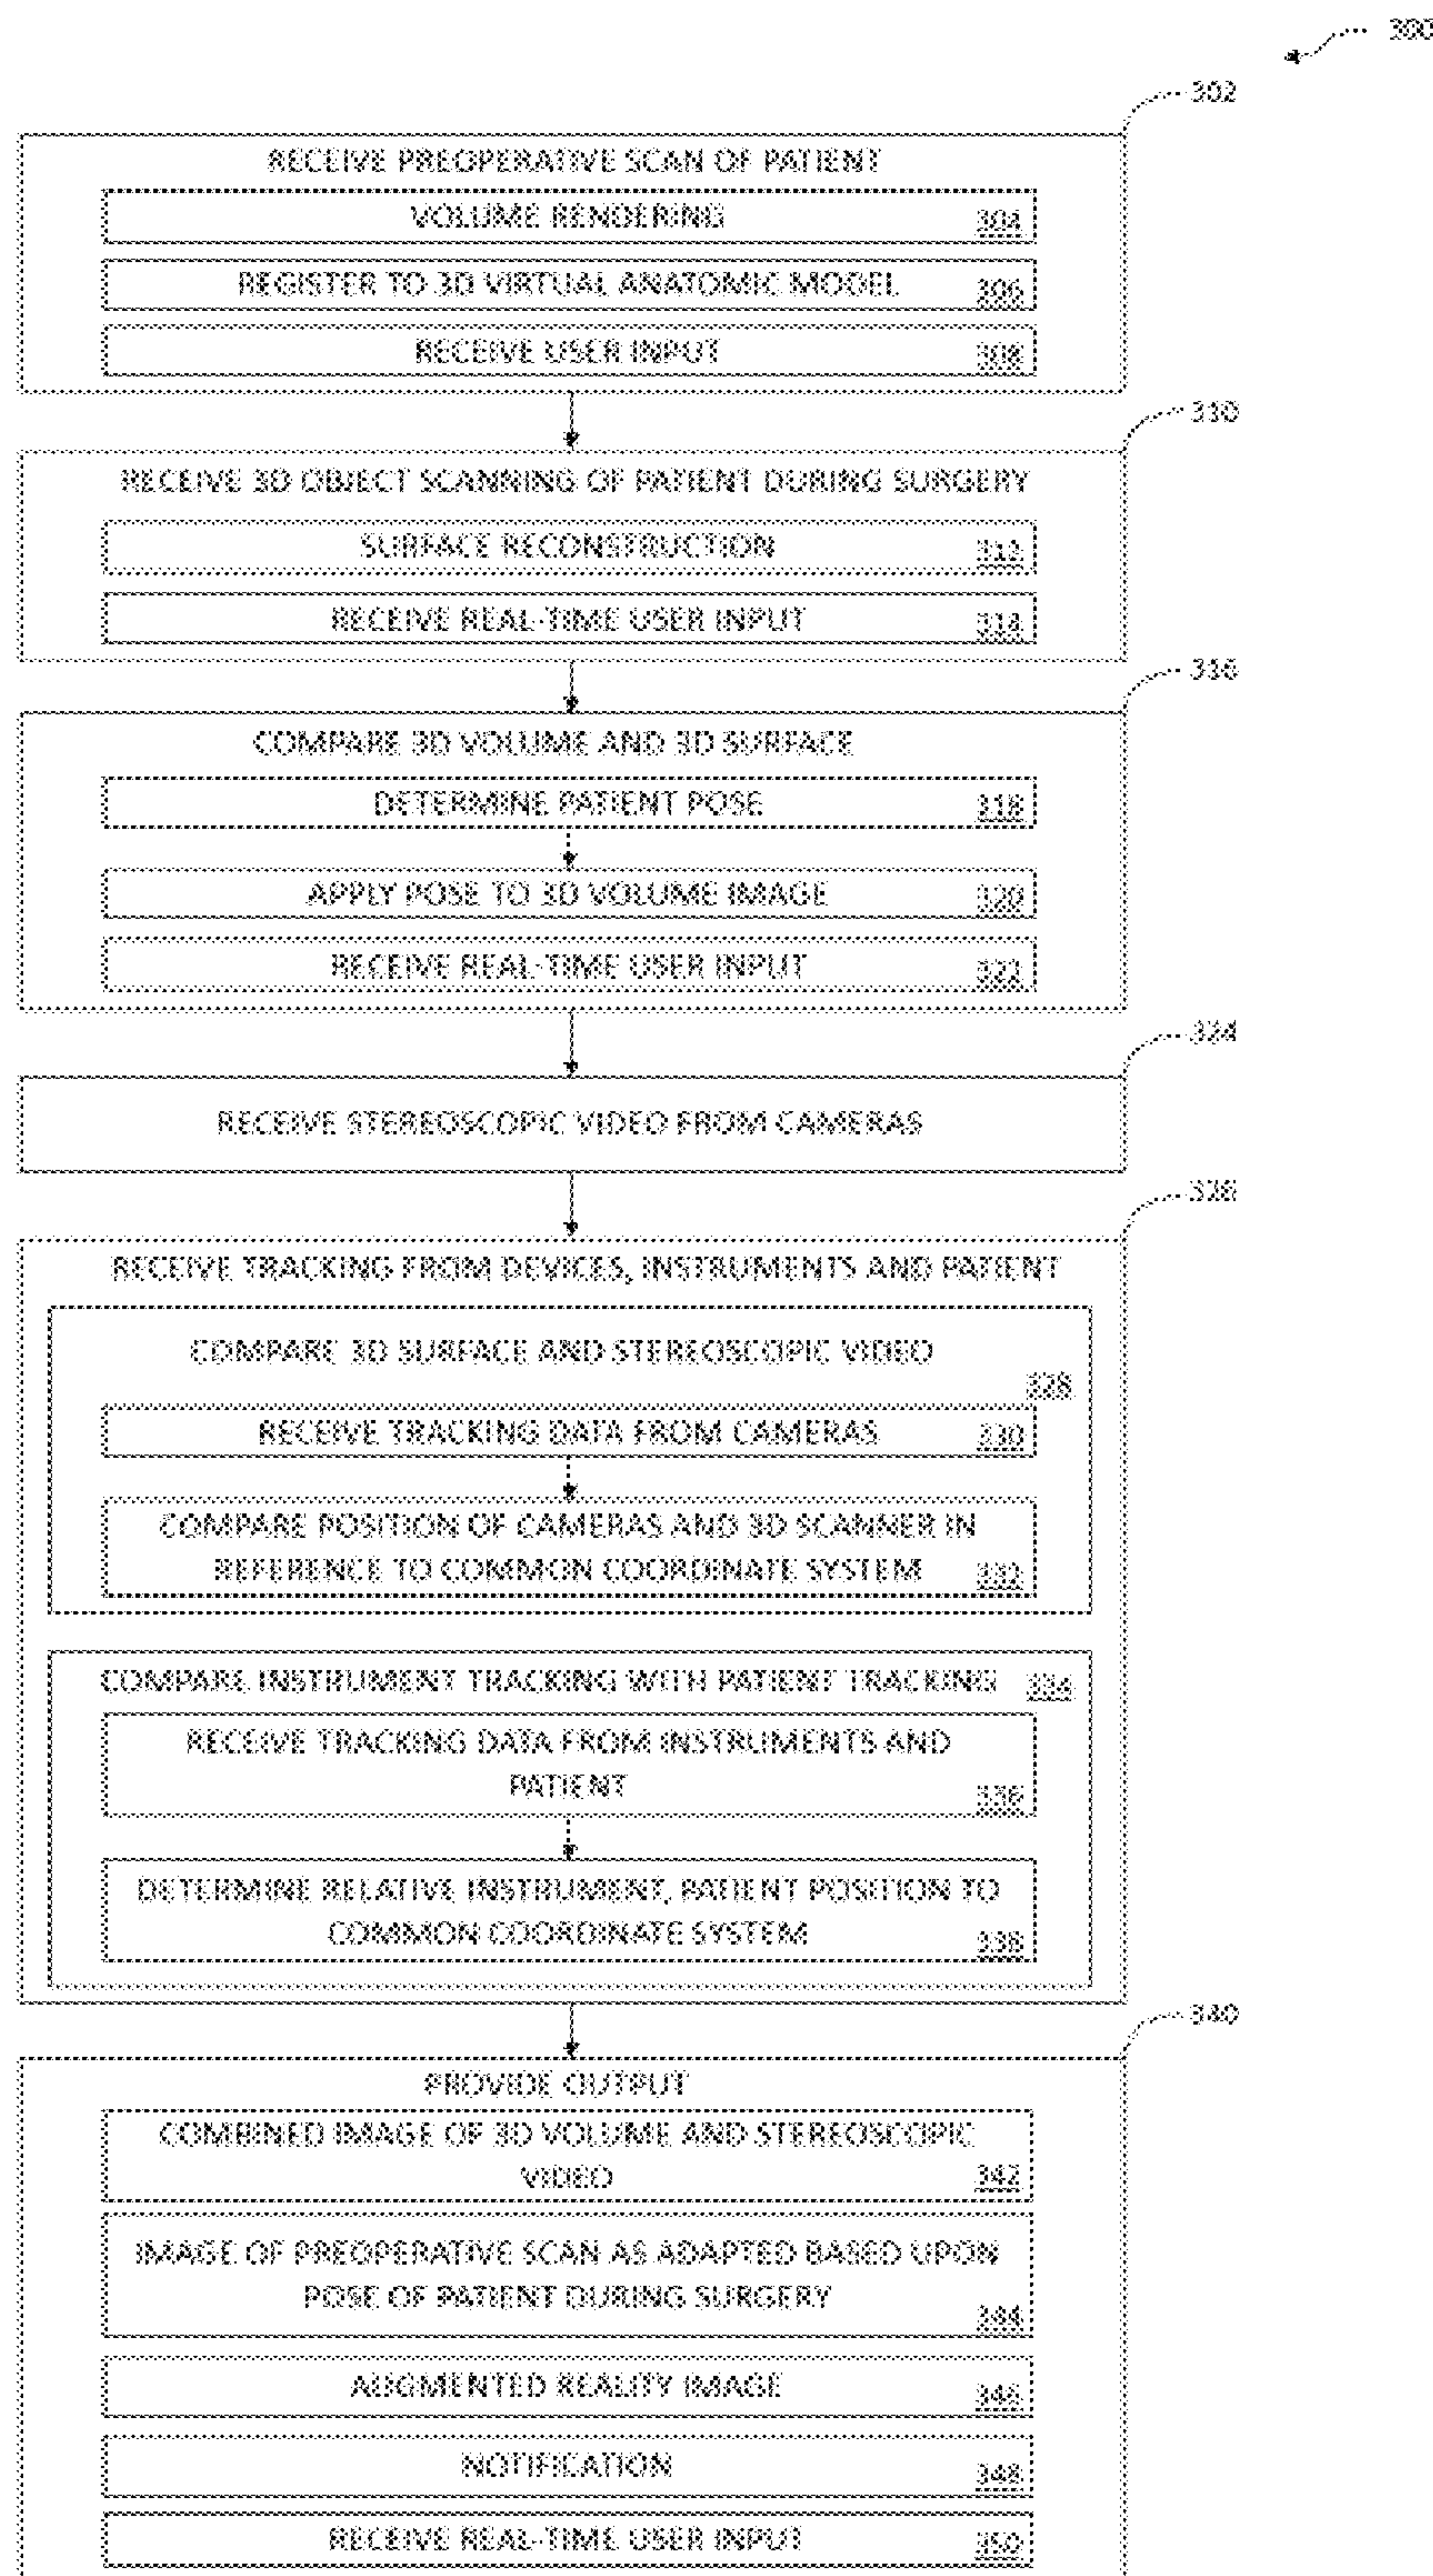 300
302
RECEIVE PREOPERATIVE SCAN OF PATIENT
VOLUME RENDERING 304
REGISTER TO 3D VIRTUAL ANATOMIC MODEL 306
RECEIVE USER INPUT 308
310
RECEIVE 3D OBJECT SCANNING OF PATIENT DURING SURGERY
SURFACE RECONSTRUCTION 312
RECEIVE REAL-TIME USER INPUT 314
316
COMPARE 3D VOLUME AND 3D SURFACE
DETERMINE PATIENT POSE 318
APPLY POSE TO 3D VOLUME IMAGE 320
RECEIVE REAL-TIME USER INPUT 322
324
RECEIVE STEREOSCOPIC VIDEO FROM CAMERAS
326
RECEIVE TRACKING FROM DEVICES, INSTRUMENTS AND PATIENT
COMPARE 3D SURFACE AND STEREOSCOPIC VIDEO
328
RECEIVE TRACKING DATA FROM CAMERAS 330
COMPARE POSITION OF CAMERAS AND 3D SCANNER IN
REFERENCE TO COMMON COORDINATE SYSTEM 332
COMPARE INSTRUMENT TRACKING WITH PATIENT TRACKING 334
RECEIVE TRACKING DATA FROM INSTRUMENTS AND
PATIENT 336
DETERMINE RELATIVE INSTRUMENT, PATIENT POSITION TO
COMMON COORDINATE SYSTEM 338
340
PROVIDE OUTPUT
COMBINED IMAGE OF 3D VOLUME AND STEREOSCOPIC
VIDEO 342
IMAGE OF PREOPERATIVE SCAN AS ADAPTED BASED UPON
POSE OF PATIENT DURING SURGERY
344
AUGMENTED REALITY IMAGE 346
NOTIFICATION 348
RECEIVE REAL-TIME USER INPUT 350